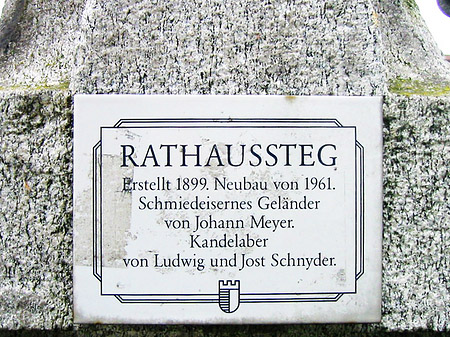 RATHAUSSTEG
Erstellt 1899. Neubau von 1961.
Schmiedeisernes Geländer
von Johann Meyer.
Kandelaber
von Ludwig und Jost Schnyder.